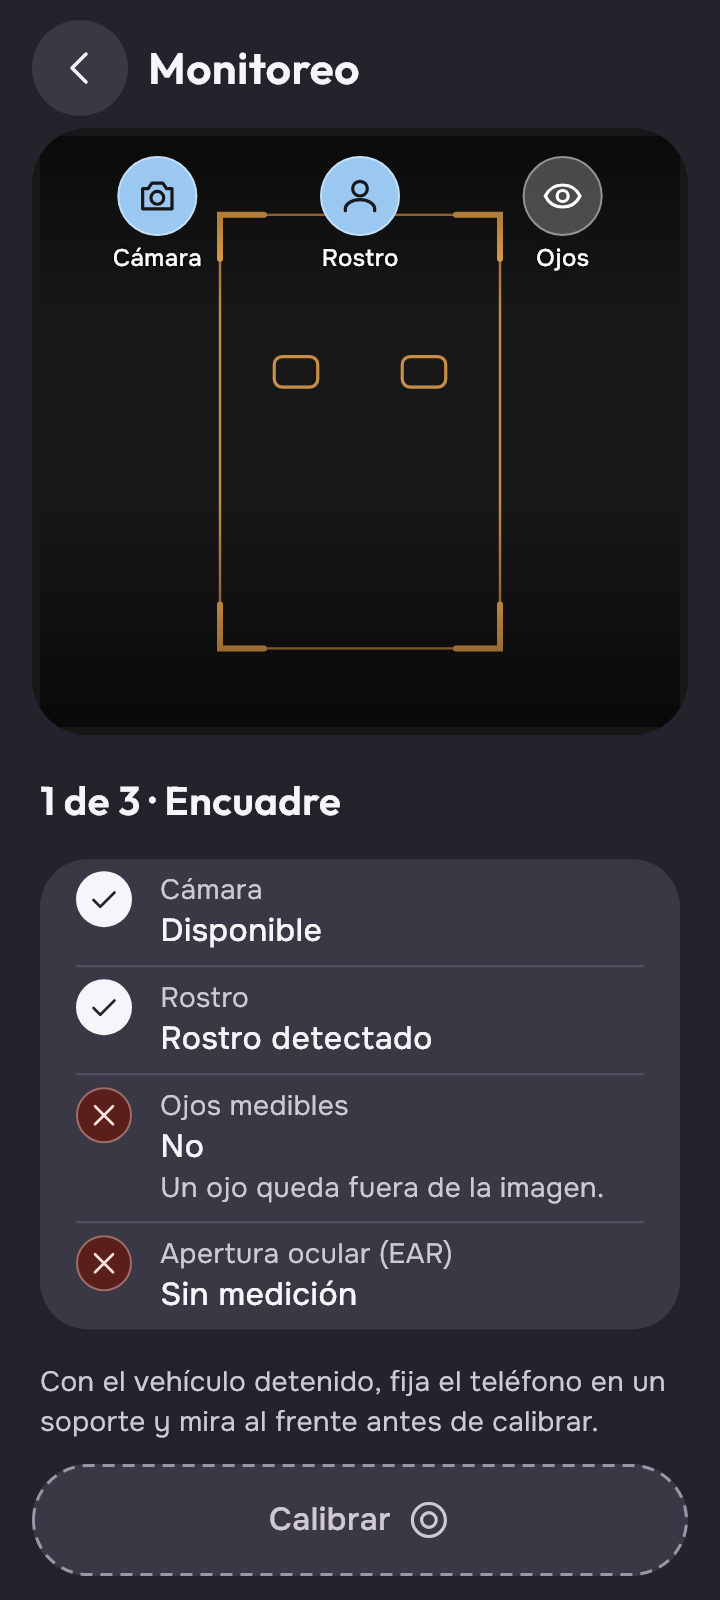 Monitoreo
Cámara
Rostro
Ojos
1 de 3 · Encuadre
Cámara
Disponible
Rostro
Rostro detectado
Ojos medibles
No
Un ojo queda fuera de la imagen.
Apertura ocular (EAR)
Sin medición
Con el vehículo detenido, fija el teléfono en un
soporte y mira al frente antes de calibrar.
Calibrar